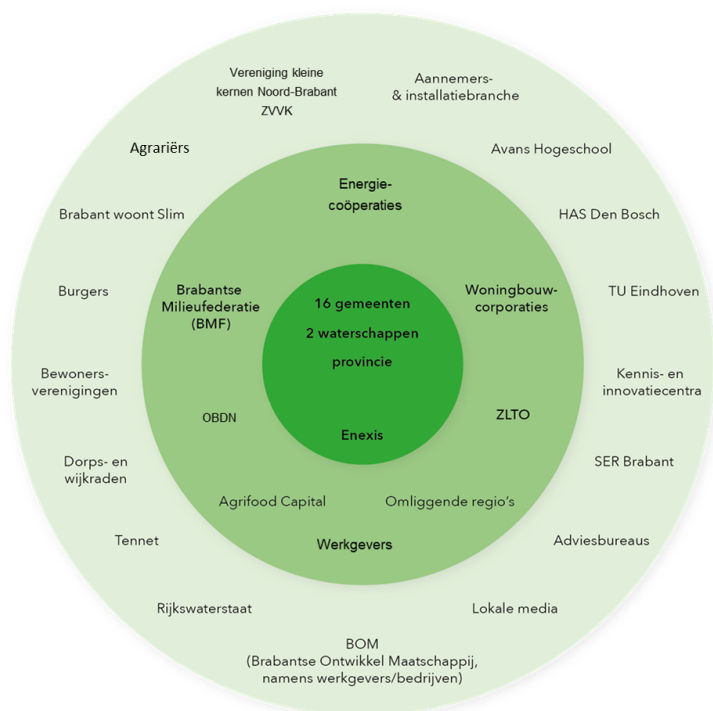 Vereniging kleine
kernen Noord-Brabant
ZVVK
Aannemers-
& installatiebranche
Agrariërs
Avans Hogeschool
Energie-
coöperaties
Brabant woont Slim
HAS Den Bosch
Burgers
Brabantse
Milieufederatie
(BMF)
16 gemeenten
2 waterschappen
provincie
Enexis
Woningbouw-
corporaties
TU Eindhoven
Bewoners-
verenigingen
Kennis- en
innovatiecentra
OBDN
ZLTO
Dorps- en
wijkraden
SER Brabant
Agrifood Capital
Omliggende regio's
Tennet
Werkgevers
Adviesbureaus
Rijkswaterstaat
Lokale media
BOM
(Brabantse Ontwikkel Maatschappij,
namens werkgevers/bedrijven)